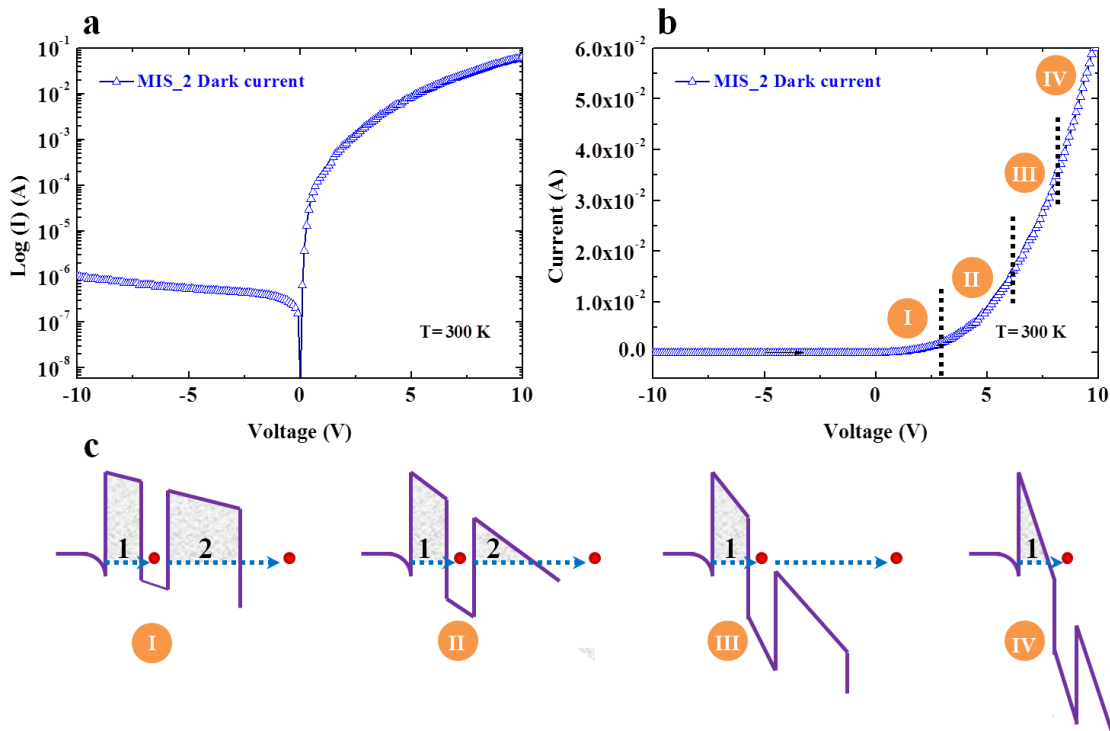 a
10⁻¹
10⁻²
10⁻³
10⁻⁴
10⁻⁵
10⁻⁶
10⁻⁷
10⁻⁸
Log (I) (A)
MIS_2 Dark current
T= 300 K
-10
-5
0
5
10
Voltage (V)
b
6.0x10⁻²
5.0x10⁻²
4.0x10⁻²
3.0x10⁻²
2.0x10⁻²
1.0x10⁻²
0.0
Current (A)
MIS_2 Dark current
IV
III
II
I
T= 300 K
-10
-5
0
5
10
Voltage (V)
c
1
2
I
1
2
II
1
III
1
IV